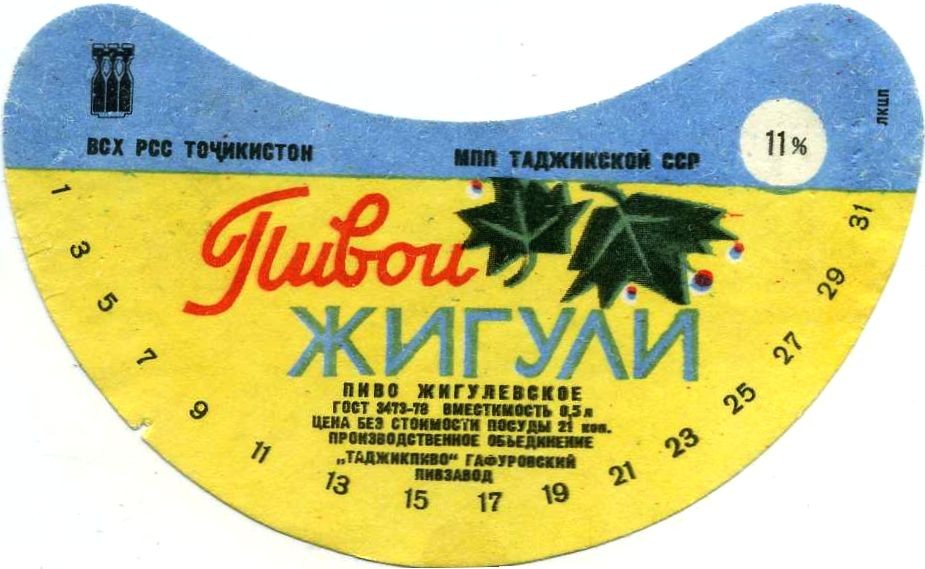 ВСХ РСС ТОҶИКИСТОН
МПП ТАДЖИКСКОЙ ССР
11%
ЛКЦП
Пивои
ЖИГУЛИ
ПИВО ЖИГУЛЕВСКОЕ
ГОСТ 3473-78 ВМЕСТИМОСТЬ 0,5 л
ЦЕНА БЕЗ СТОИМОСТИ ПОСУДЫ 21 коп.
ПРОИЗВОДСТВЕННОЕ ОБЪЕДИНЕНИЕ
„ТАДЖИКПИВО" ГАФУРОВСКИЙ
ПИВЗАВОД
1 3 5 7 9 11 13 15 17 19 21 23 25 27 29 31